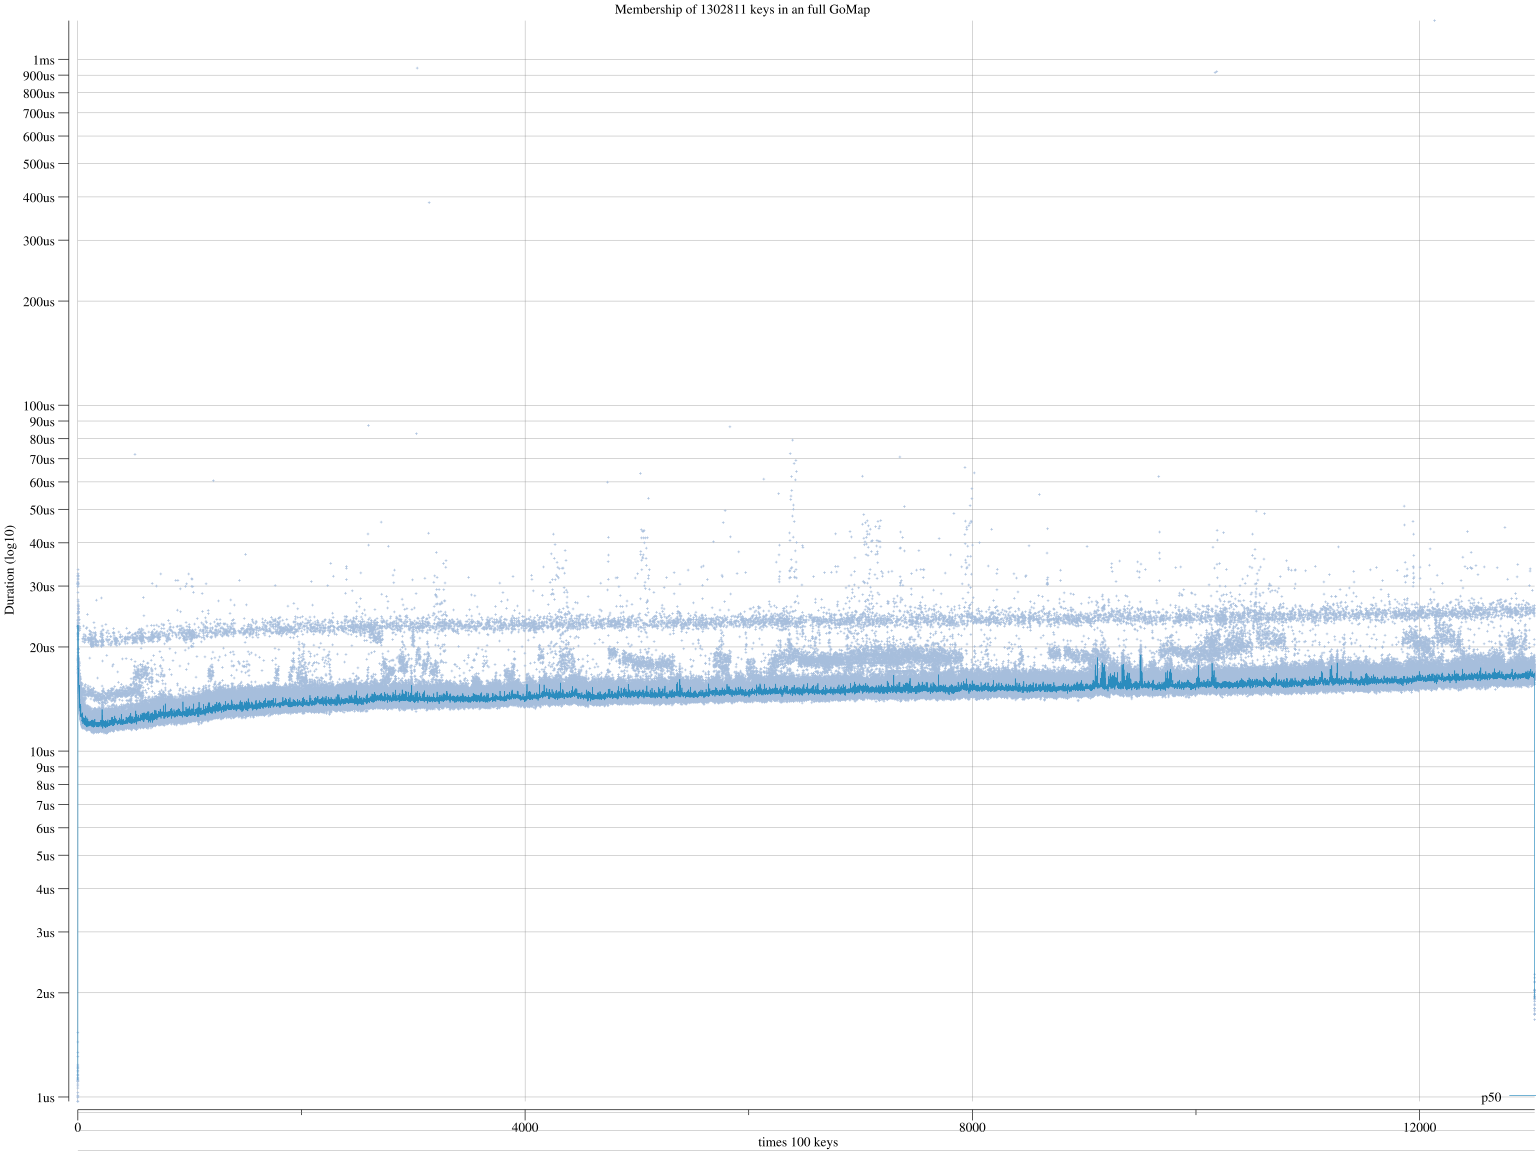 Membership of 1302811 keys in an full GoMap
1ms
900us
800us
700us
600us
500us
400us
300us
200us
100us
90us
80us
70us
60us
50us
40us
30us
20us
10us
9us
8us
7us
6us
5us
4us
3us
2us
1us
Duration (log10)
p50
0 4000 8000 12000
times 100 keys